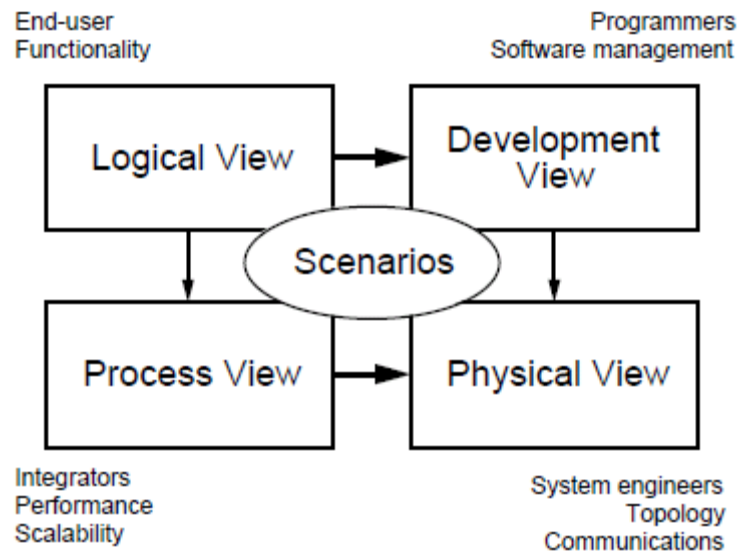 End-user
Functionality
Programmers
Software management
Logical View
Development
View
Scenarios
Process View
Physical View
Integrators
Performance
Scalability
System engineers
Topology
Communications